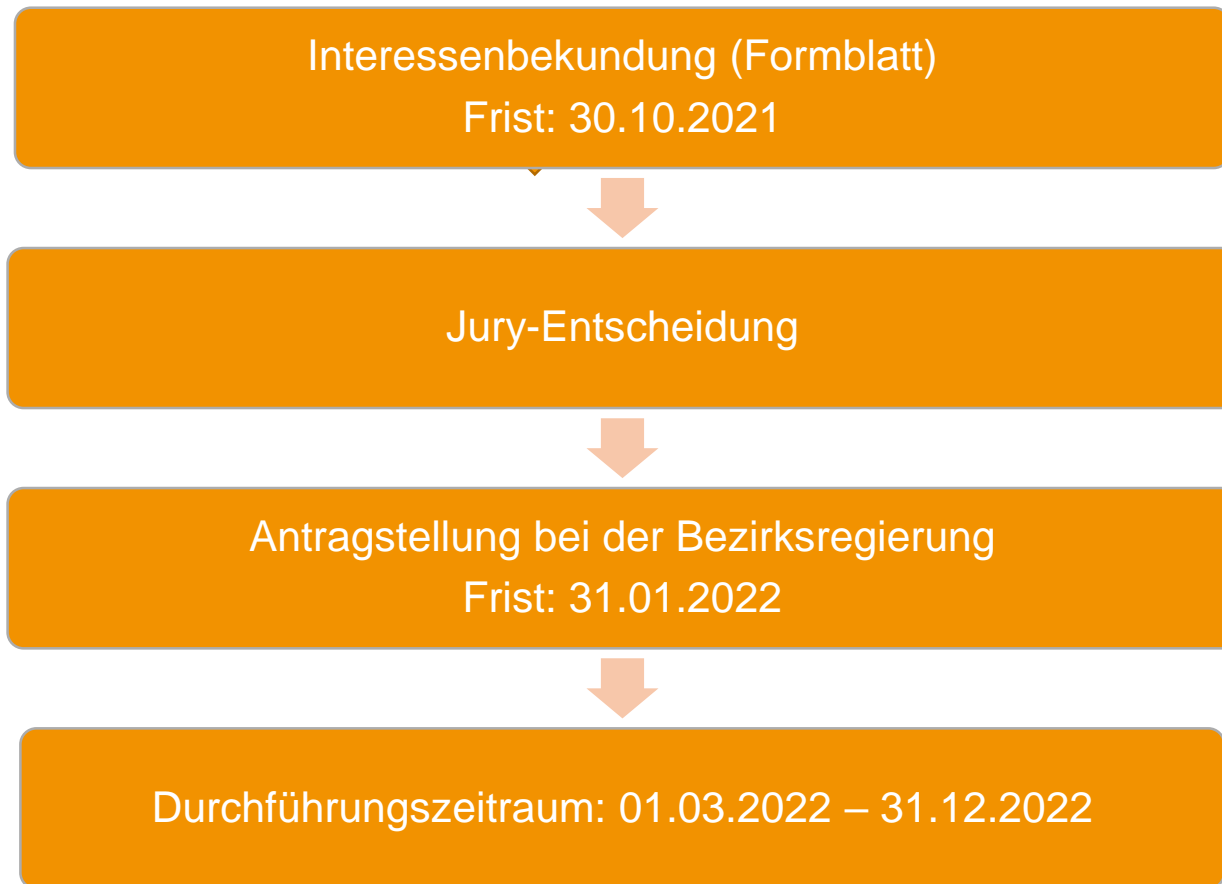 Interessenbekundung (Formblatt)
Frist: 30.10.2021
Jury-Entscheidung
Antragstellung bei der Bezirksregierung
Frist: 31.01.2022
Durchführungszeitraum: 01.03.2022 – 31.12.2022